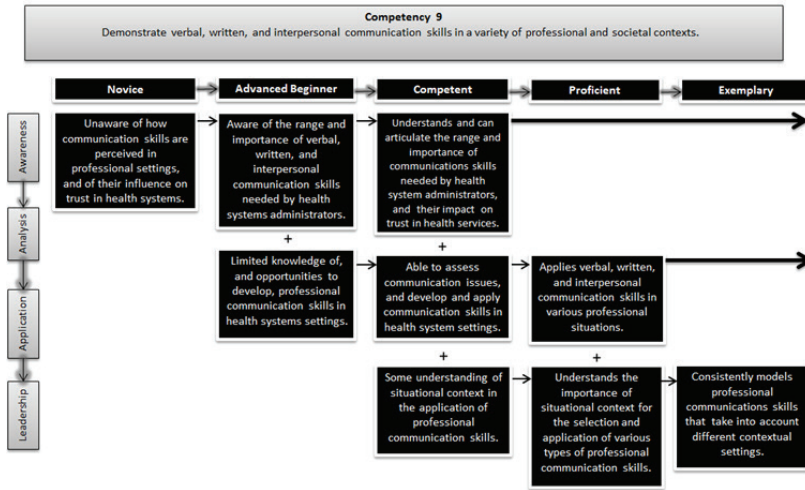 Competency 9
Demonstrate verbal, written, and interpersonal communication skills in a variety of professional and societal contexts.
Novice
Advanced Beginner
Competent
Proficient
Exemplary
Awareness
Unaware of how
communication skills are
perceived in
professional settings,
and of their influence on
trust in health systems.
Aware of the range and
importance of verbal,
written, and
interpersonal
communication skills
needed by health
systems administrators.
Understands and can
articulate the range and
importance of
communications skills
needed by health
system administrators,
and their impact on
trust in health services.
+
+
Analysis
Limited knowledge of,
and opportunities to
develop, professional
communication skills in
health systems settings.
Able to assess
communication issues,
and develop and apply
communication skills in
health system settings.
Applies verbal, written,
and interpersonal
communication skills in
various professional
situations.
Application
+
+
Leadership
Some understanding of
situational context in
the application of
professional
communication skills.
Understands the
importance of
situational context for
the selection and
application of various
types of professional
communication skills.
Consistently models
professional
communications skills
that take into account
different contextual
settings.